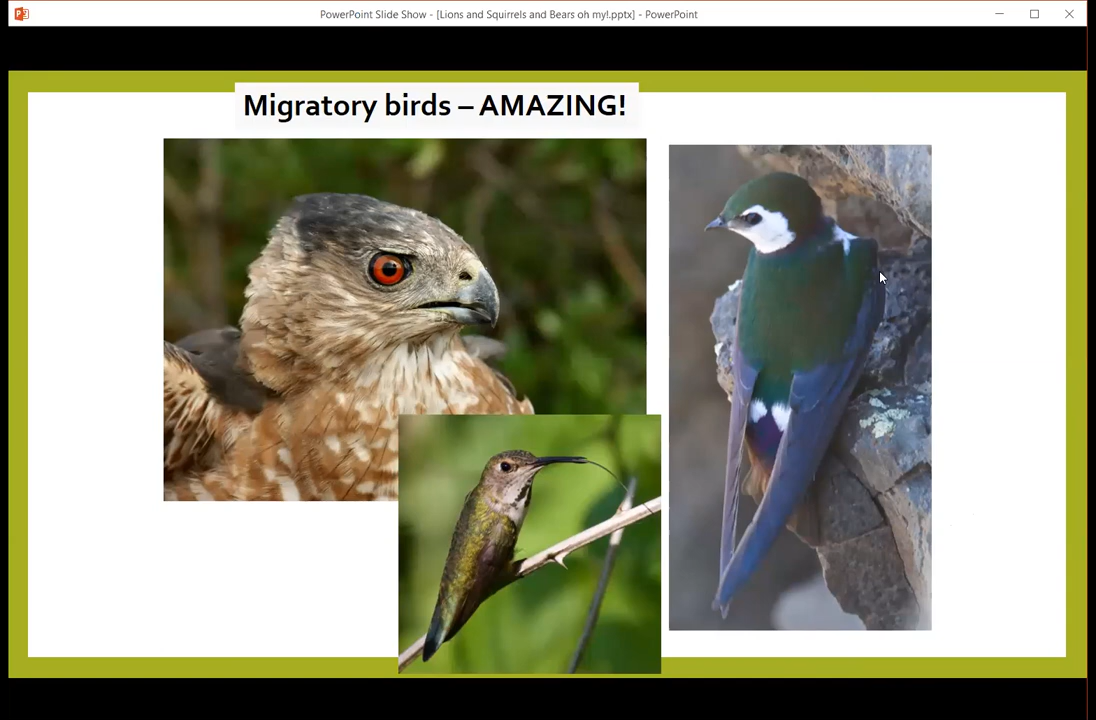 PowerPoint Slide Show - [Lions and Squirrels and Bears oh my!.pptx] - PowerPoint
Migratory birds – AMAZING!